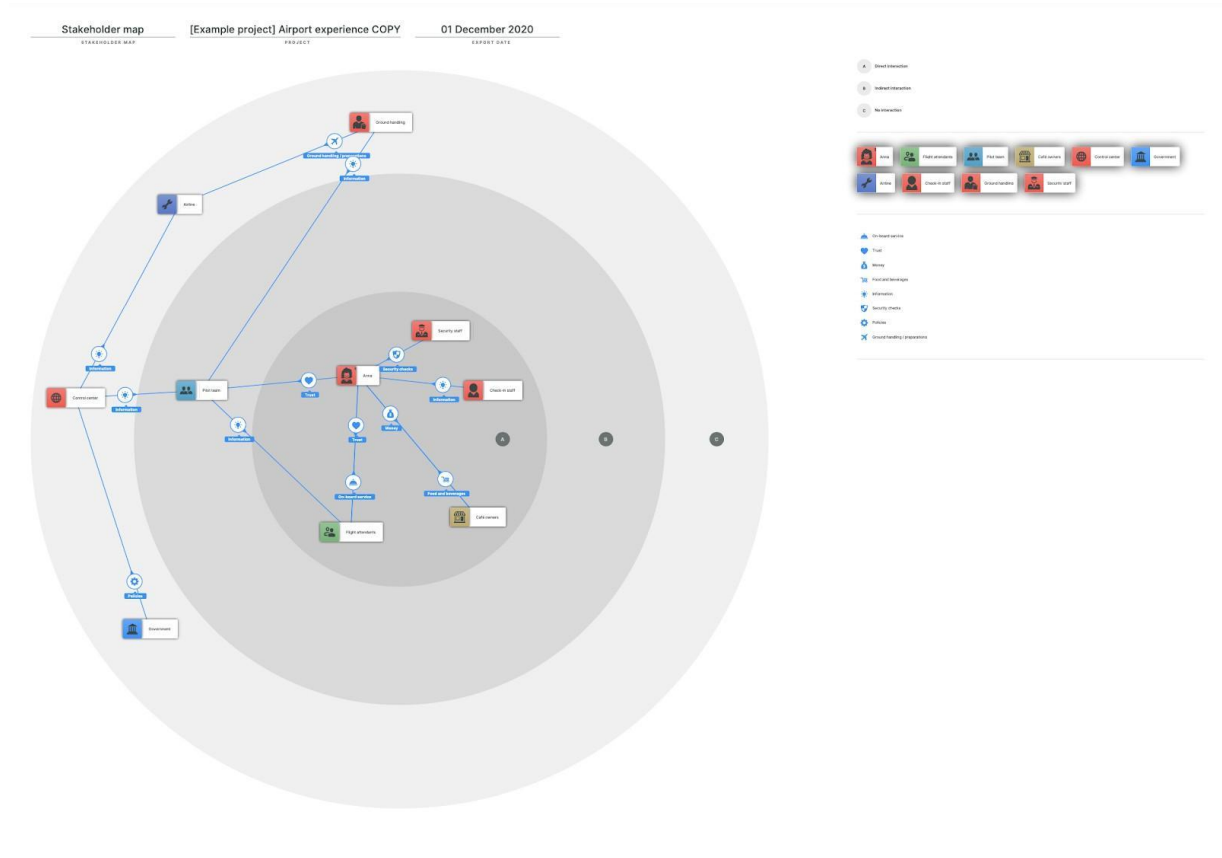 Stakeholder map
STAKEHOLDER MAP
[Example project] Airport experience COPY
PROJECT
01 December 2020
EXPORT DATE
A Direct interaction
B Indirect interaction
C No interaction
Anna
Flight attendants
Pilot team
Café owners
Control center
Government
Airline
Check-in staff
Ground handling
Security staff
On-board service
Trust
Money
Food and beverages
Information
Security checks
Policies
Ground handling / preparations
Ground handling
Ground handling / preparations
Information
Airline
Security staff
Security checks
Anna
Information
Check-in staff
Information
Control center
Information
Pilot team
Trust
Information
Trust
Money
A
B
C
On-board service
Food and beverages
Café owners
Flight attendants
Policies
Government